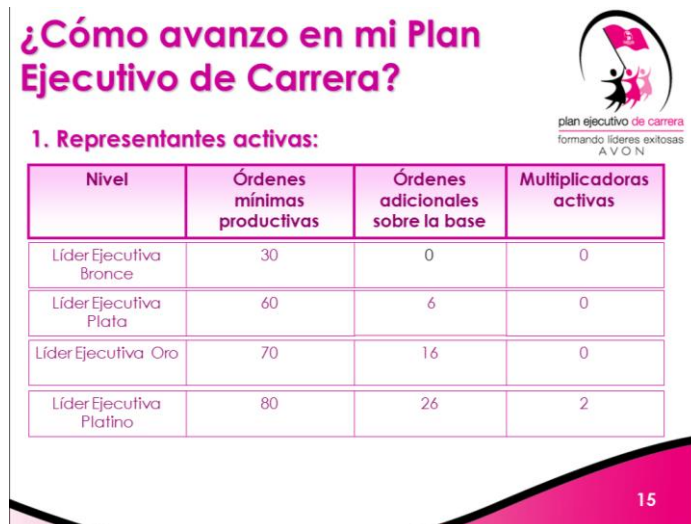 ¿Cómo avanzo en mi Plan
Ejecutivo de Carrera?
plan ejecutivo de carrera
formando líderes exitosas
AVON
1. Representantes activas:
Nivel Órdenes mínimas productivas Órdenes adicionales sobre la base Multiplicadoras activas
Líder Ejecutiva Bronce 30 0 0
Líder Ejecutiva Plata 60 6 0
Líder Ejecutiva Oro 70 16 0
Líder Ejecutiva Platino 80 26 2
15